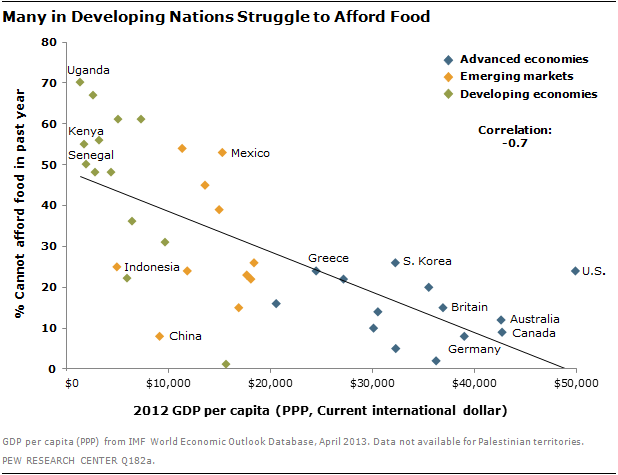 Many in Developing Nations Struggle to Afford Food
% Cannot afford food in past year
80
70
60
50
40
30
20
10
0
Advanced economies
Emerging markets
Developing economies
Correlation:
-0.7
Uganda
Kenya
Senegal
Mexico
Indonesia
China
Greece
S. Korea
U.S.
Britain
Australia
Canada
Germany
$0
$10,000
$20,000
$30,000
$40,000
$50,000
2012 GDP per capita (PPP, Current international dollar)
GDP per capita (PPP) from IMF World Economic Outlook Database, April 2013. Data not available for Palestinian territories.
PEW RESEARCH CENTER Q182a.